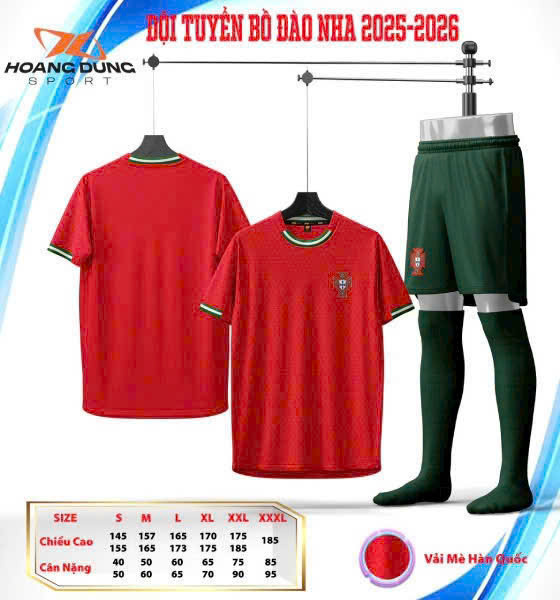 ĐỘI TUYỂN BỒ ĐÀO NHA 2025-2026
HOANG DUNG
SPORT
SIZE S M L XL XXL XXXL
Chiều Cao 145 157 165 170 175 185
155 165 173 175 185
Cân Nặng 40 50 60 65 75 85
50 60 65 70 90 95
Vải Mè Hàn Quốc